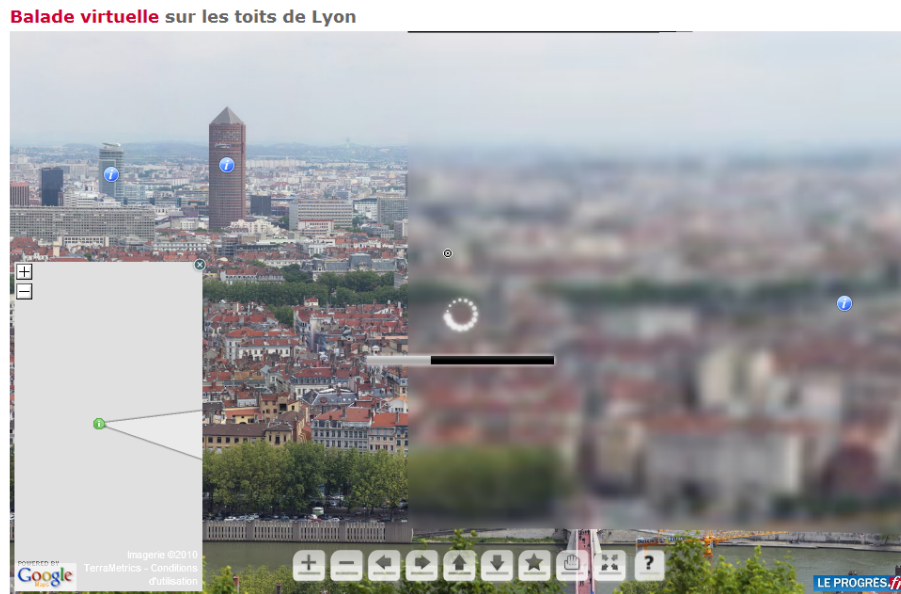 Balade virtuelle sur les toits de Lyon
+
−
Imagerie ©2010
TerraMetrics - Conditions
d'utilisation
POWERED BY
Google
?
LE PROGRES.fr